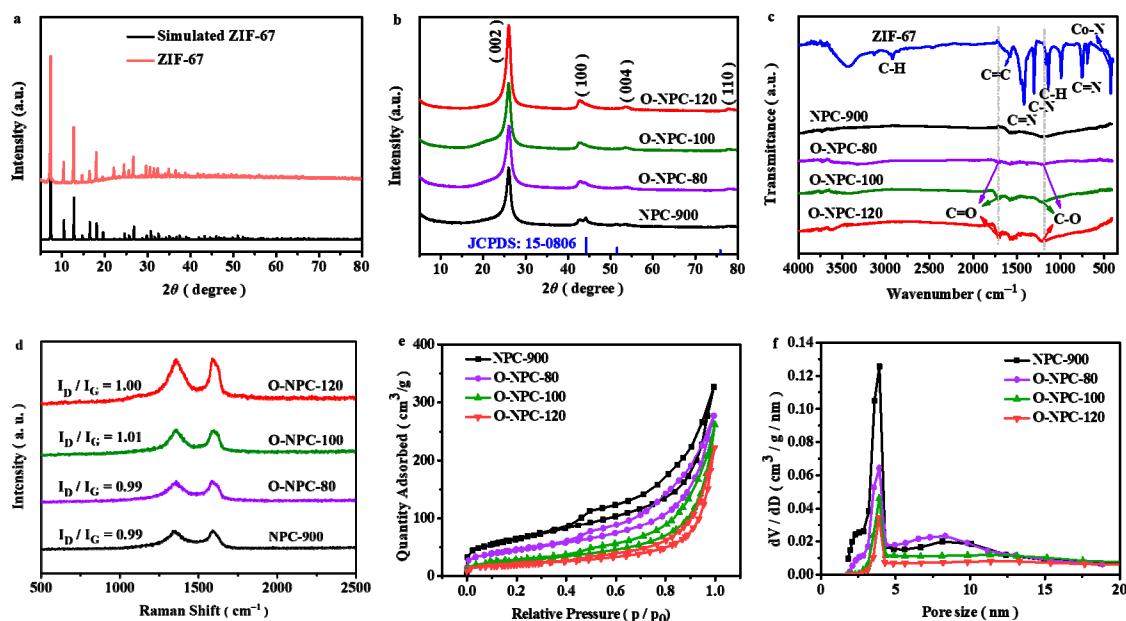 a
Simulated ZIF-67
ZIF-67
Intensity (a.u.)
10 20 30 40 50 60 70 80
2θ ( degree )
b
( 002 )
( 100 )
( 004 )
( 110 )
O-NPC-120
O-NPC-100
O-NPC-80
NPC-900
JCPDS: 15-0806
Intensity (a.u.)
10 20 30 40 50 60 70 80
2θ ( degree )
c
ZIF-67
Co-N
C-H
C=C
C-H
C=N
C-N
C=N
NPC-900
O-NPC-80
O-NPC-100
O-NPC-120
C=O
C-O
Transmittance (a.u.)
4000 3500 3000 2500 2000 1500 1000 500
Wavenumber ( cm⁻¹ )
d
I_D / I_G = 1.00
O-NPC-120
I_D / I_G = 1.01
O-NPC-100
I_D / I_G = 0.99
O-NPC-80
I_D / I_G = 0.99
NPC-900
Intensity ( a. u. )
500 1000 1500 2000 2500
Raman Shift ( cm⁻¹ )
e
NPC-900
O-NPC-80
O-NPC-100
O-NPC-120
Quantity Adsorbed ( cm³/g )
400
350
300
250
200
150
100
50
0
0.0 0.2 0.4 0.6 0.8 1.0
Relative Pressure ( p / p₀)
f
NPC-900
O-NPC-80
O-NPC-100
O-NPC-120
dV / dD ( cm³ / g / nm )
0.14
0.12
0.10
0.08
0.06
0.04
0.02
0.00
0 5 10 15 20
Pore size ( nm )